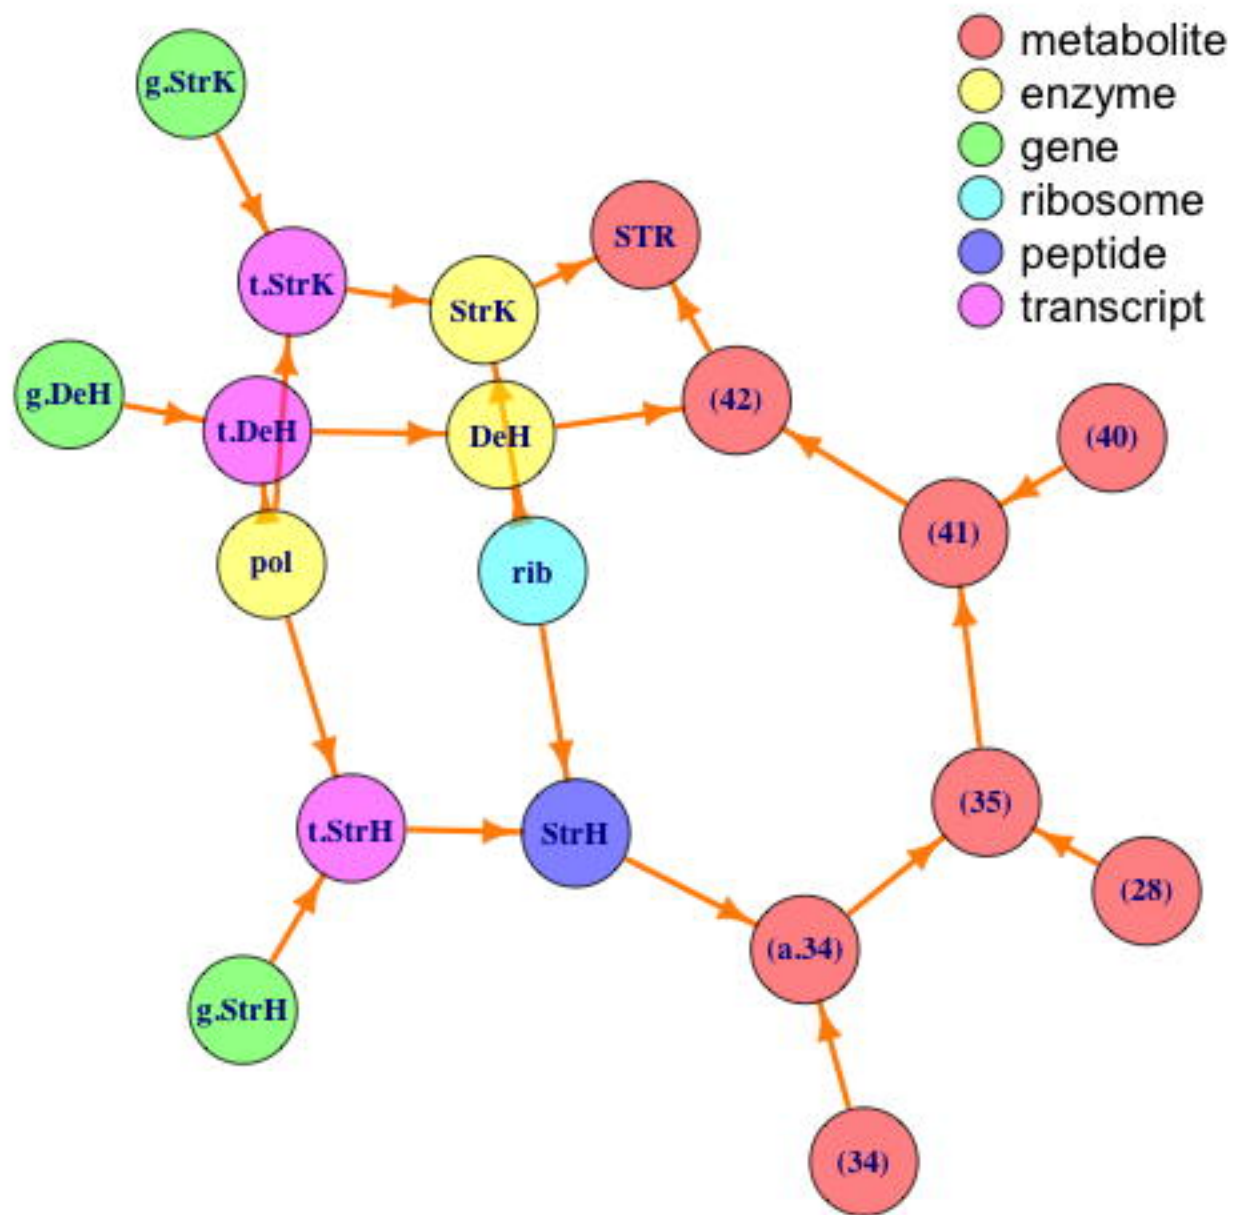 metabolite
enzyme
gene
ribosome
peptide
transcript
g.StrK
t.StrK
StrK
STR
g.DeH
t.DeH
DeH
(42)
(40)
pol
rib
(41)
t.StrH
StrH
(35)
(28)
(a.34)
g.StrH
(34)